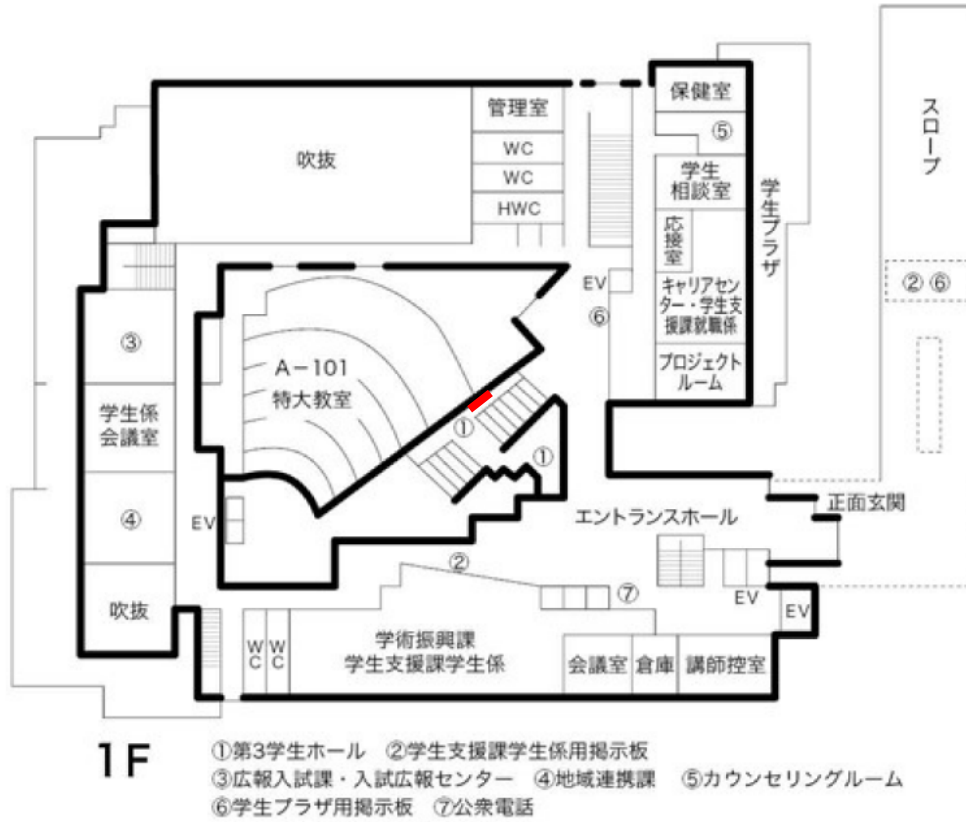 保健室
管理室
⑤
スロープ
WC
吹抜
WC
学生
相談室
学生プラザ
HWC
応接室
EV
② ⑥
キャリアセン
ター・学生支
援課就職係
⑥
③
A－101
特大教室
プロジェクト
ルーム
学生係
会議室
①
①
正面玄関
エントランスホール
④
EV
②
⑦
EV
EV
吹抜
WC
WC
学術振興課
学生支援課学生係
会議室
倉庫
講師控室
1F
①第3学生ホール ②学生支援課学生係用掲示板
③広報入試課・入試広報センター ④地域連携課 ⑤カウンセリングルーム
⑥学生プラザ用掲示板 ⑦公衆電話